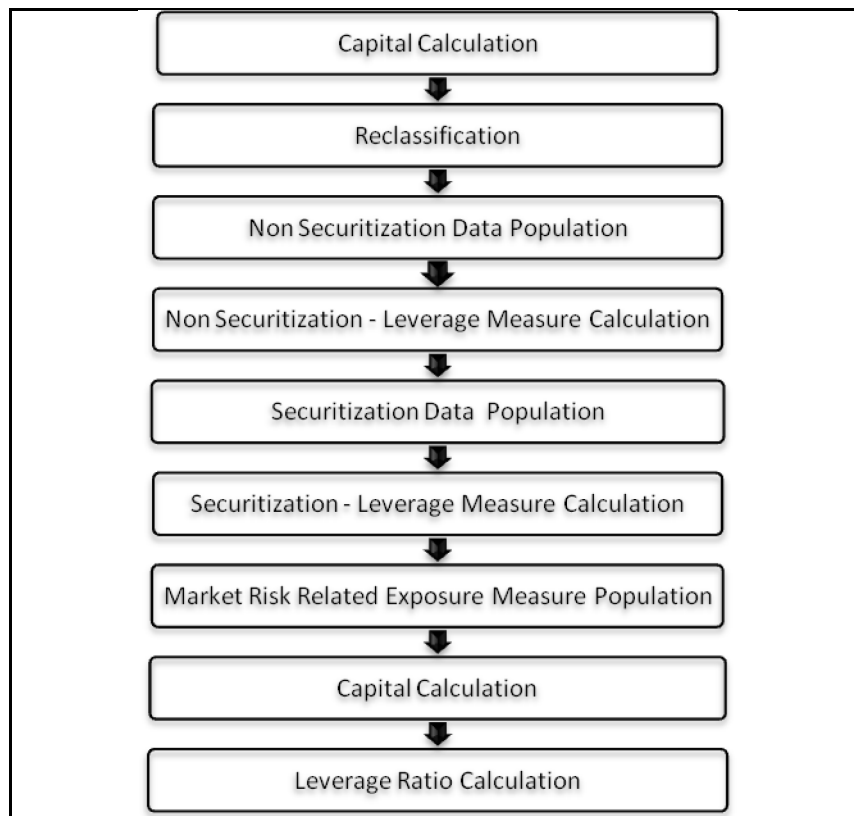 Capital Calculation
Reclassification
Non Securitization Data Population
Non Securitization - Leverage Measure Calculation
Securitization Data Population
Securitization - Leverage Measure Calculation
Market Risk Related Exposure Measure Population
Capital Calculation
Leverage Ratio Calculation